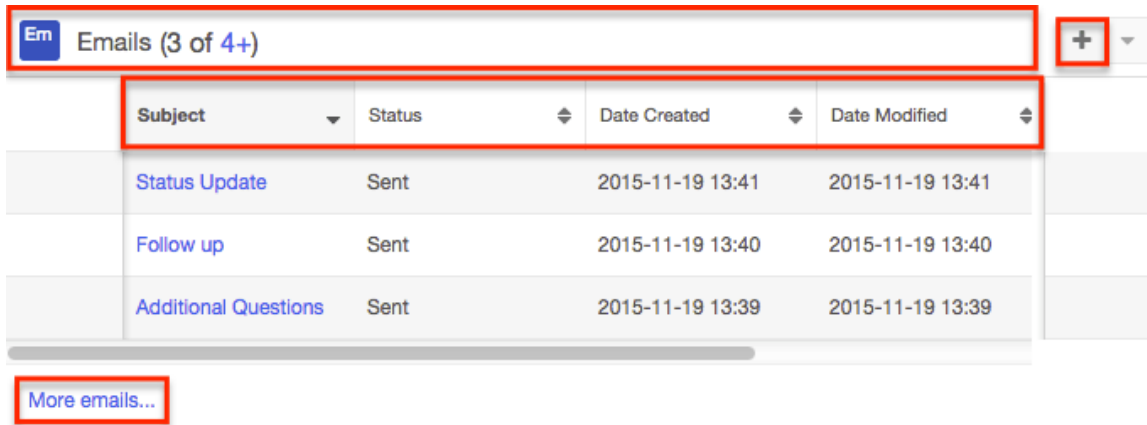 Em Emails (3 of 4+) +
Subject Status Date Created Date Modified
Status Update Sent 2015-11-19 13:41 2015-11-19 13:41
Follow up Sent 2015-11-19 13:40 2015-11-19 13:40
Additional Questions Sent 2015-11-19 13:39 2015-11-19 13:39
More emails...